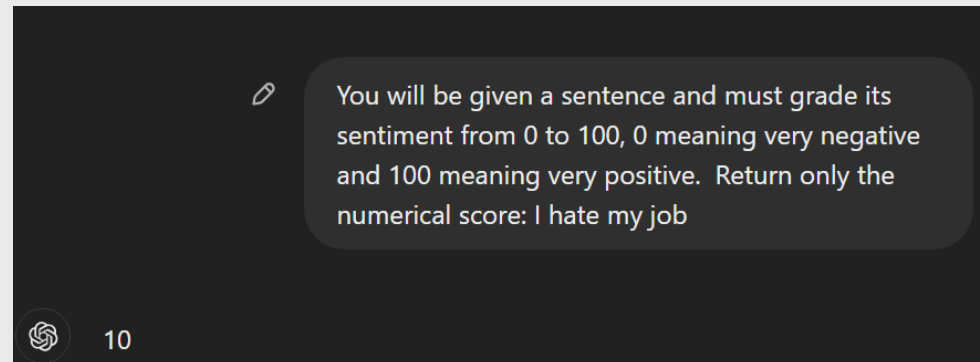 You will be given a sentence and must grade its
sentiment from 0 to 100, 0 meaning very negative
and 100 meaning very positive.  Return only the
numerical score: I hate my job
10